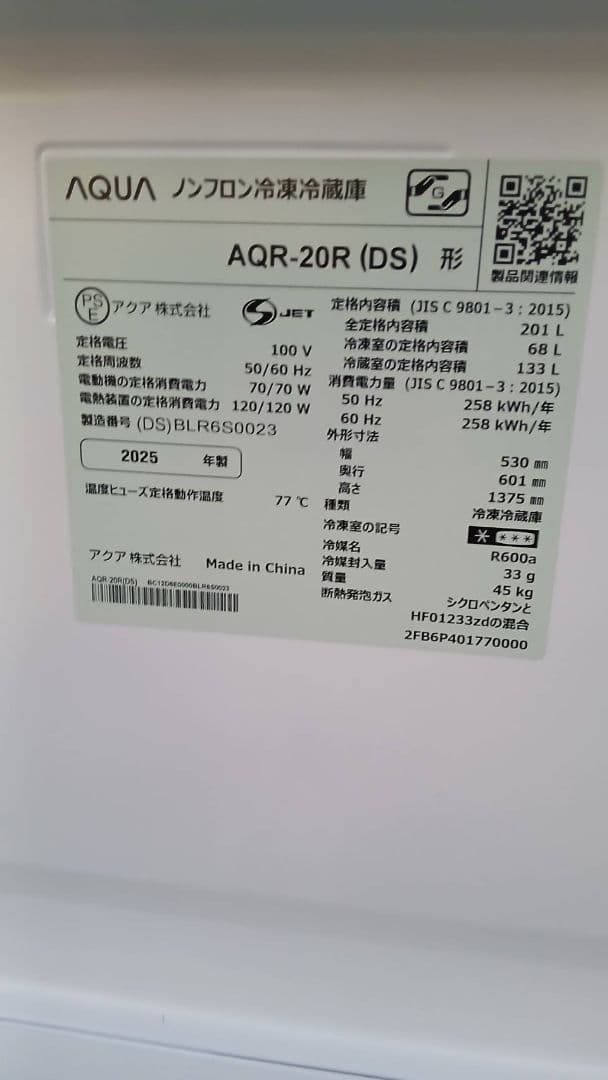 AQUA ノンフロン冷凍冷蔵庫
G
AQR-20R (DS) 形
製品関連情報
PS
E
アクア 株式会社
S JET
定格電圧 100 V
定格周波数 50/60 Hz
電動機の定格消費電力 70/70 W
電熱装置の定格消費電力 120/120 W
製造番号 (DS) BLR6S0023
2025 年製
温度ヒューズ定格動作温度 77 ℃
アクア 株式会社 Made in China
AQR-20R(DS) BC12D6E0000BLR6S0023
定格内容積 (JIS C 9801-3 : 2015)
全定格内容積 201 L
冷凍室の定格内容積 68 L
冷蔵室の定格内容積 133 L
消費電力量 (JIS C 9801-3 : 2015)
50 Hz 258 kWh/年
60 Hz 258 kWh/年
外形寸法
幅 530 mm
奥行 601 mm
高さ 1375 mm
種類 冷凍冷蔵庫
冷凍室の記号 * ***
冷媒名 R600a
冷媒封入量 33 g
質量 45 kg
断熱発泡ガス シクロペンタンと
HFO1233zdの混合
2FB6P401770000